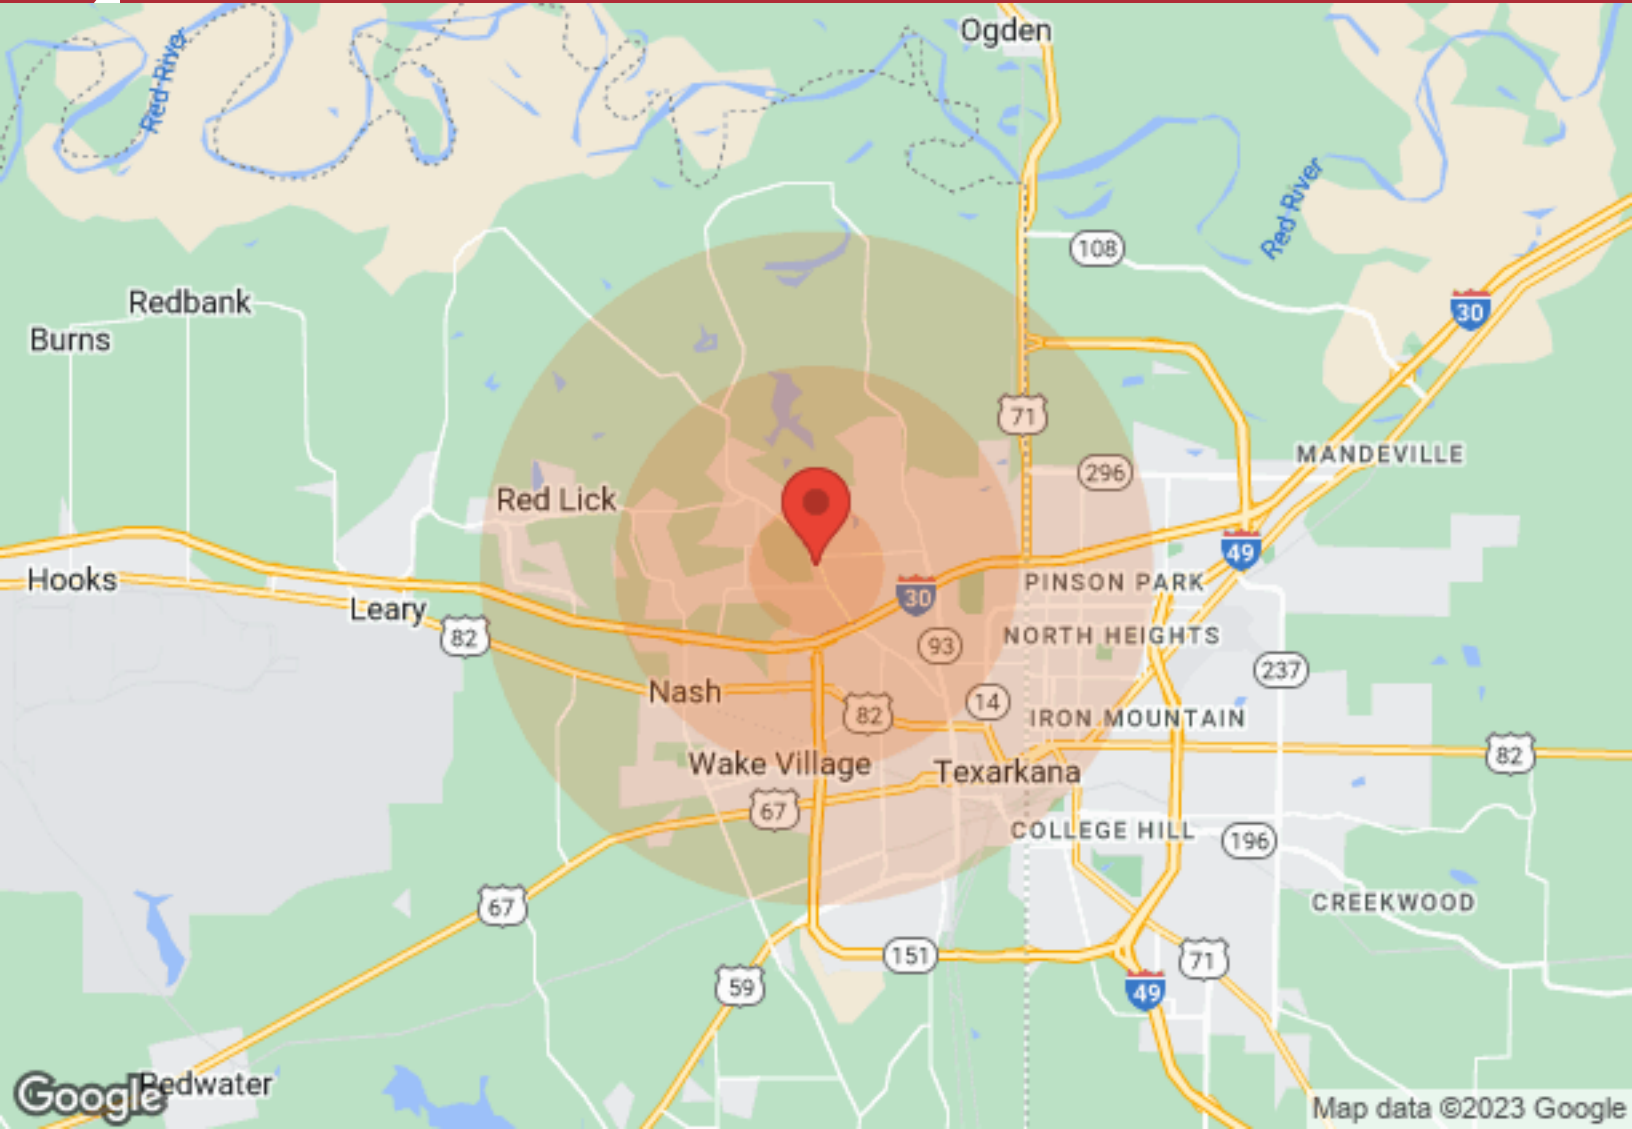 Ogden
Red River
Red River
108
30
Redbank
Burns
71
MANDEVILLE
296
Red Lick
49
Hooks
PINSON PARK
30
Leary
82
NORTH HEIGHTS
93
237
Nash
14
82
IRON MOUNTAIN
82
Wake Village
Texarkana
67
COLLEGE HILL
196
67
CREEKWOOD
151
71
59
49
Redwater
Google
Map data ©2023 Google